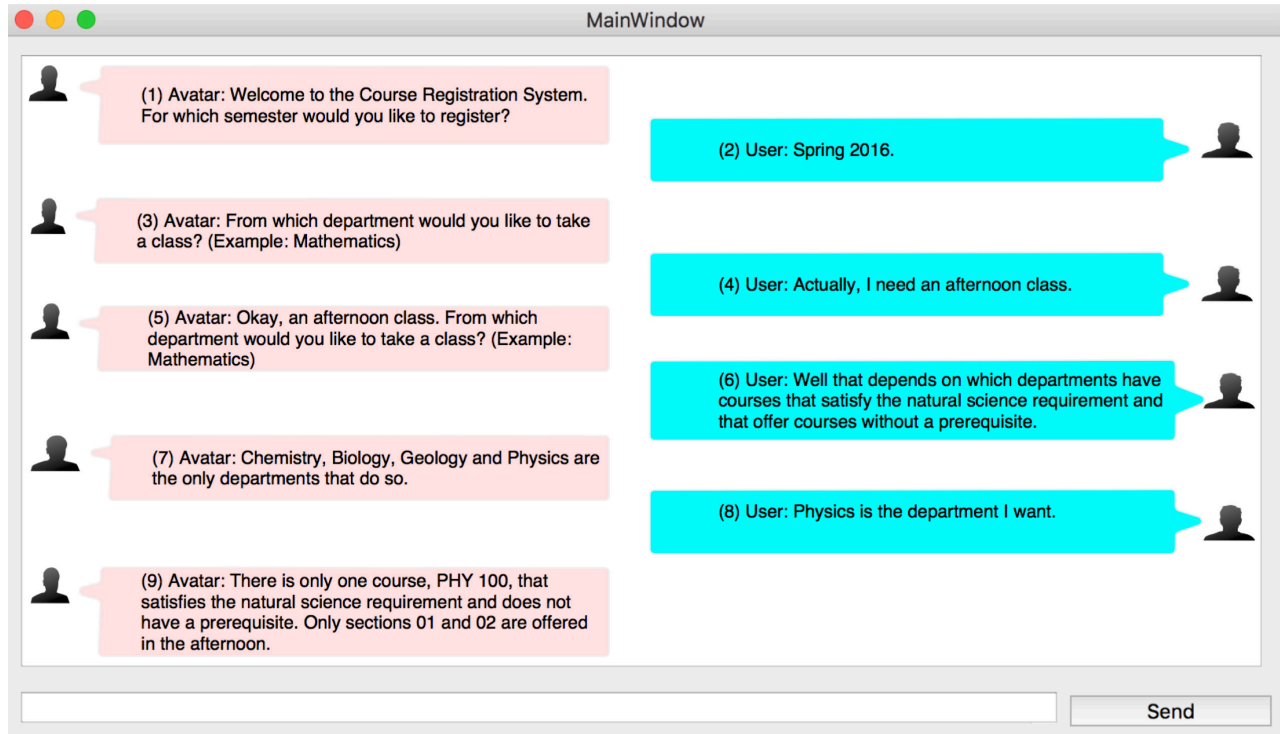 MainWindow
(1) Avatar: Welcome to the Course Registration System.
For which semester would you like to register?
(2) User: Spring 2016.
(3) Avatar: From which department would you like to take
a class? (Example: Mathematics)
(4) User: Actually, I need an afternoon class.
(5) Avatar: Okay, an afternoon class. From which
department would you like to take a class? (Example:
Mathematics)
(6) User: Well that depends on which departments have
courses that satisfy the natural science requirement and
that offer courses without a prerequisite.
(7) Avatar: Chemistry, Biology, Geology and Physics are
the only departments that do so.
(8) User: Physics is the department I want.
(9) Avatar: There is only one course, PHY 100, that
satisfies the natural science requirement and does not
have a prerequisite. Only sections 01 and 02 are offered
in the afternoon.
Send